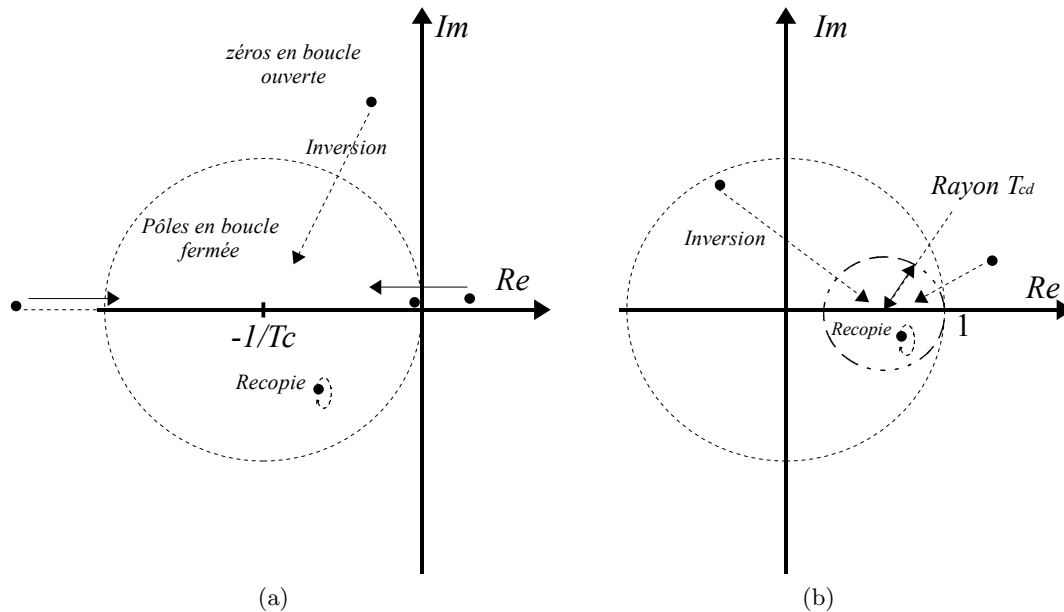 Im
zéros en boucle
ouverte
Inversion
Pôles en boucle
fermée
Re
-1/Tc
Recopie
(a)
Im
Rayon Tcd
Inversion
Re
Recopie
1
(b)